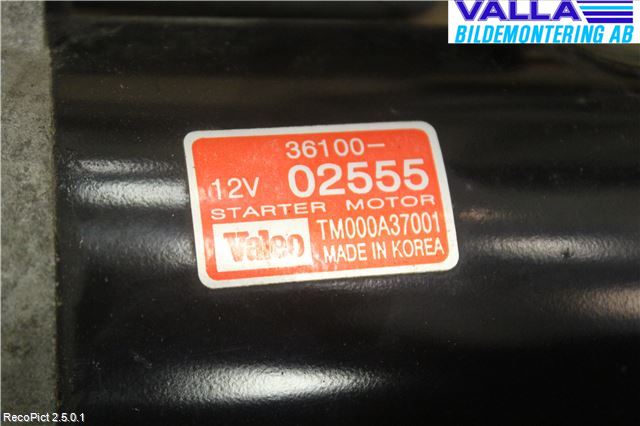 VALLA
BILDEMONTERING AB
36100-
12V 02555
STARTER MOTOR
Valeo TM000A37001
MADE IN KOREA
RecoPict 2.5.0.1